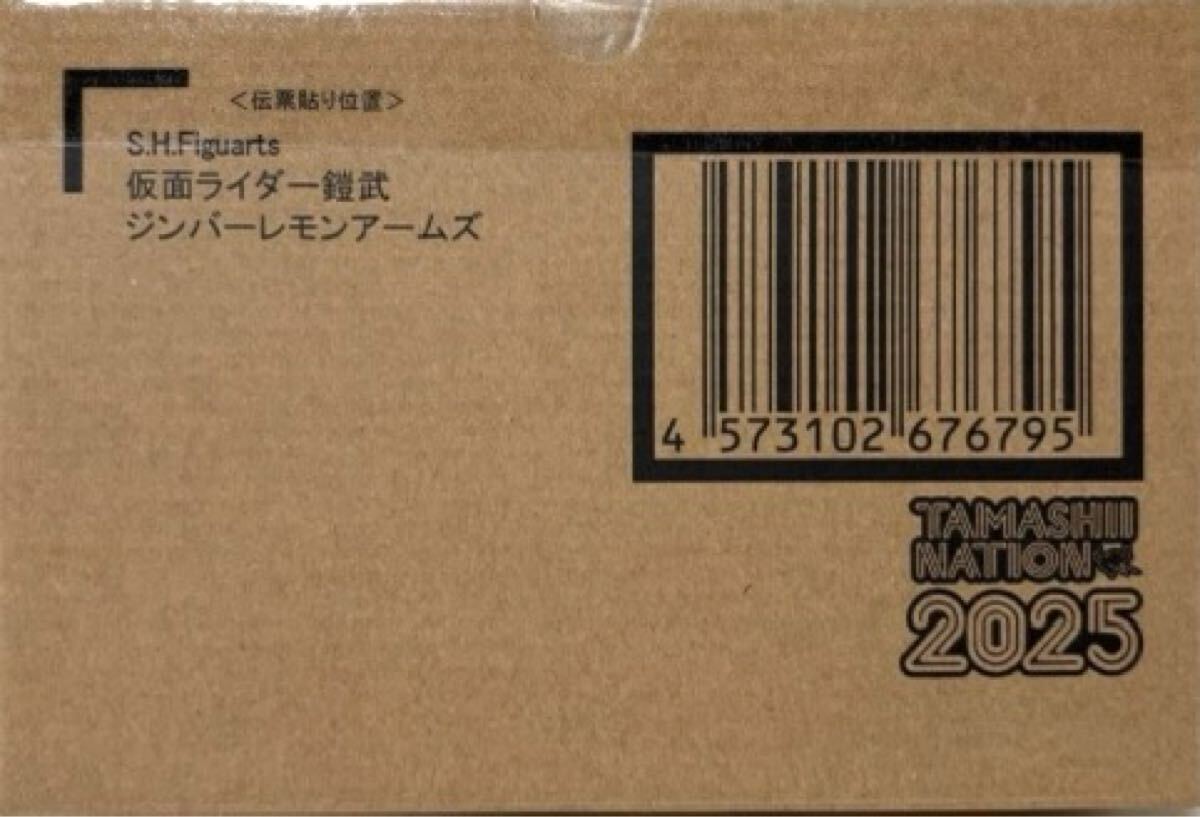 ＜伝票貼り位置＞
S.H.Figuarts
仮面ライダー鎧武
ジンバーレモンアームズ
4 573102 676795
TAMASHII
NATION
2025